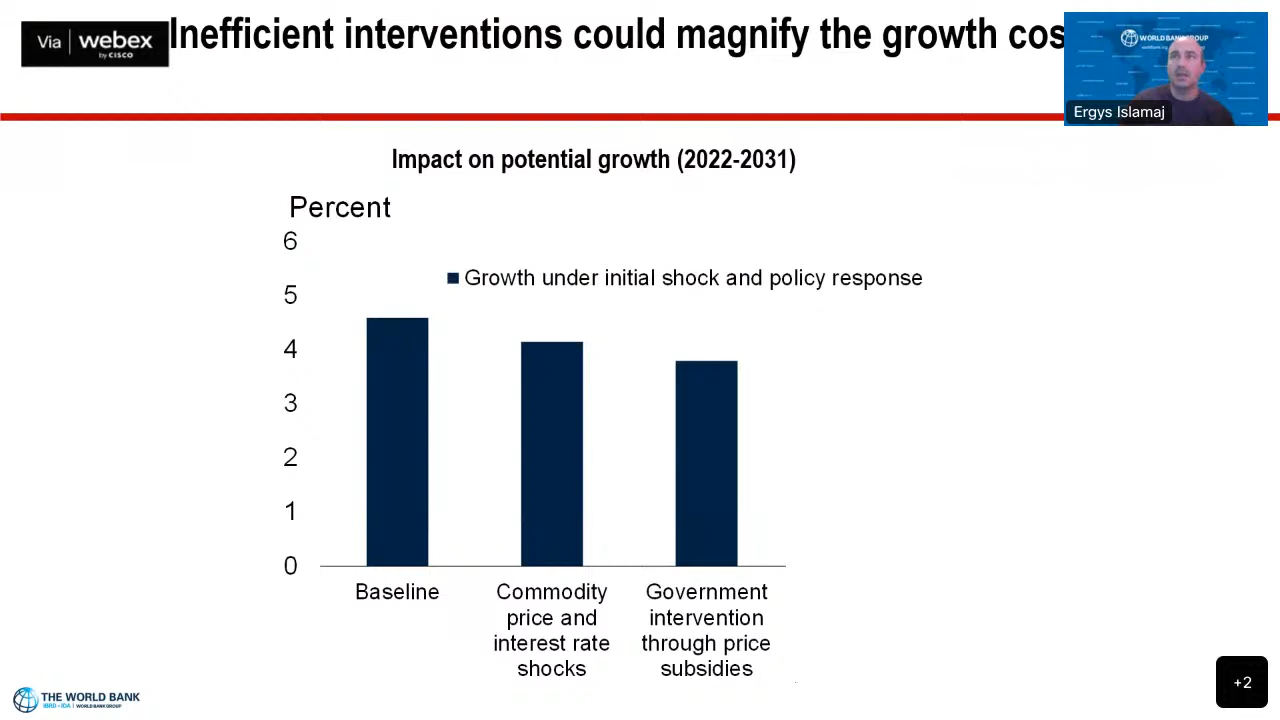 Inefficient interventions could magnify the growth cos
Via webex
by CISCO
WORLD BANK GROUP
Ergys Islamaj
Impact on potential growth (2022-2031)
Percent
6
5
4
3
2
1
0
Growth under initial shock and policy response
Baseline
Commodity
price and
interest rate
shocks
Government
intervention
through price
subsidies
THE WORLD BANK
IBRD • IDA | WORLD BANK GROUP
+2